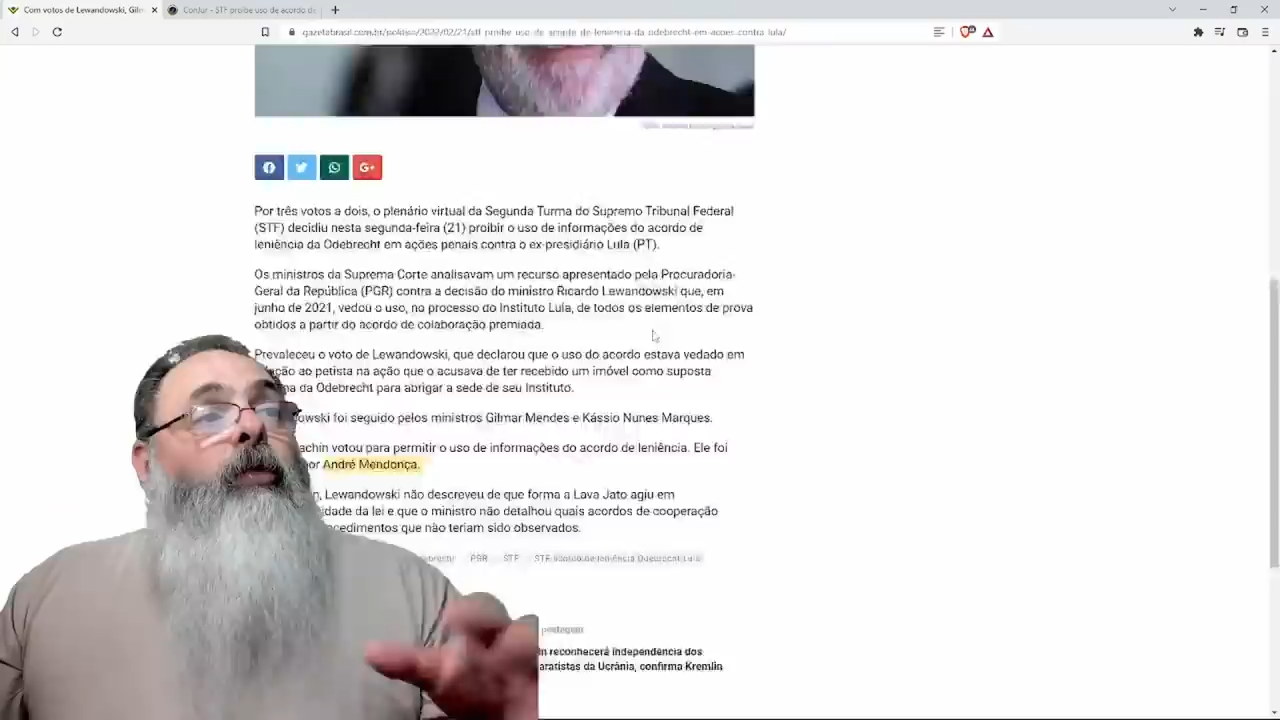 Com votos de Lewandowski, Gilm
ConJur - STF proíbe uso de acordo de
gazetabrasil.com.br/politica/2022/02/21/stf-proibe-uso-de-acordo-de-leniencia-da-odebrecht-em-acoes-contra-lula/
G+
Por três votos a dois, o plenário virtual da Segunda Turma do Supremo Tribunal Federal
(STF) decidiu nesta segunda-feira (21) proibir o uso de informações do acordo de
leniência da Odebrecht em ações penais contra o ex-presidiário Lula (PT).
Os ministros da Suprema Corte analisavam um recurso apresentado pela Procuradoria-
Geral da República (PGR) contra a decisão do ministro Ricardo Lewandowski que, em
junho de 2021, vedou o uso, no processo do Instituto Lula, de todos os elementos de prova
obtidos a partir do acordo de colaboração premiada.
Prevaleceu o voto de Lewandowski, que declarou que o uso do acordo estava vedado em
ao petista na ação que o acusava de ter recebido um imóvel como suposta
da Odebrecht para abrigar a sede de seu Instituto.
owski foi seguido pelos ministros Gilmar Mendes e Kássio Nunes Marques.
achin votou para permitir o uso de informações do acordo de leniência. Ele foi
or André Mendonça.
n, Lewandowski não descreveu de que forma a Lava Jato agiu em
idade da lei e que o ministro não detalhou quais acordos de cooperação
ocedimentos que não teriam sido observados.
PGR STF STF acordo de leniência Odebrecht Lula
postagem
in reconhecerá independência dos
aratistas da Ucrânia, confirma Kremlin